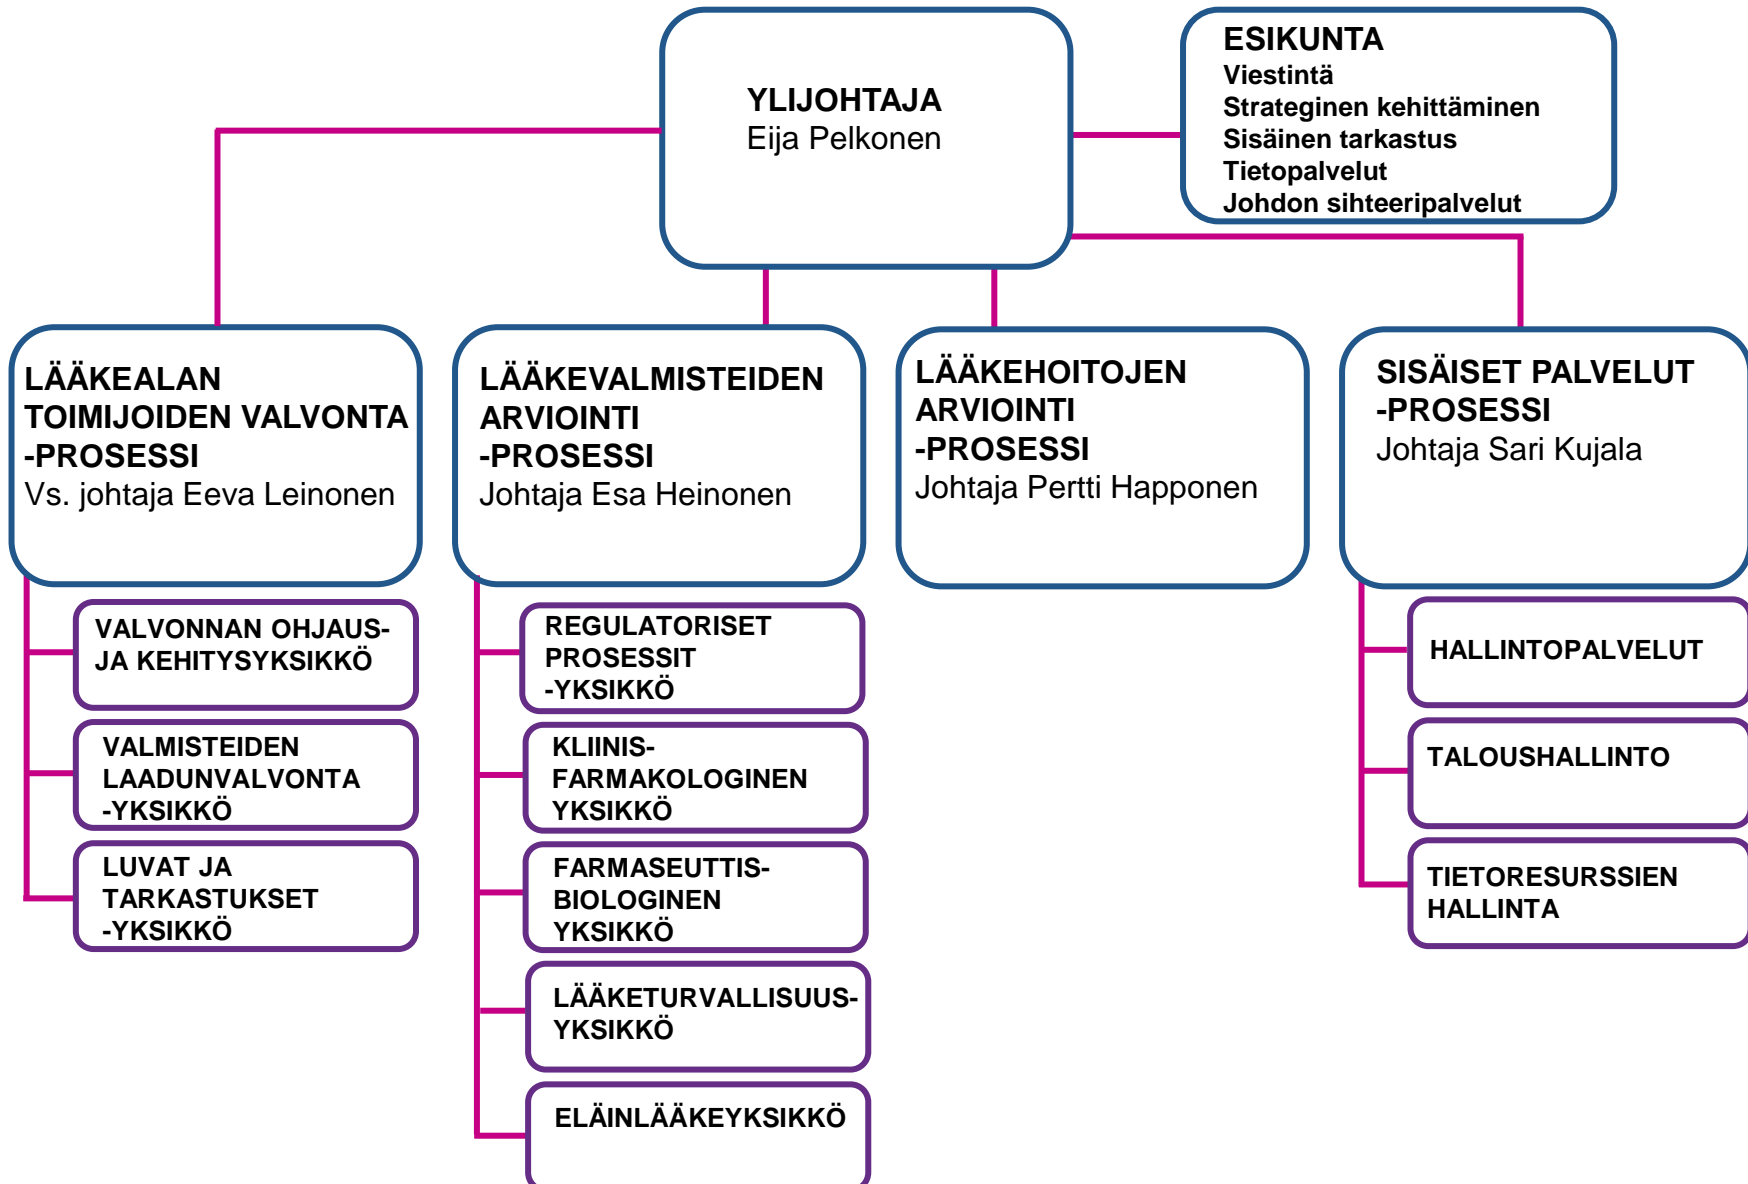 YLIJOHTAJA
Eija Pelkonen
ESIKUNTA
Viestintä
Strateginen kehittäminen
Sisäinen tarkastus
Tietopalvelut
Johdon sihteeripalvelut
LÄÄKEALAN
TOIMIJOIDEN VALVONTA
-PROSESSI
Vs. johtaja Eeva Leinonen
LÄÄKEVALMISTEIDEN
ARVIOINTI
-PROSESSI
Johtaja Esa Heinonen
LÄÄKEHOITOJEN
ARVIOINTI
-PROSESSI
Johtaja Pertti Happonen
SISÄISET PALVELUT
-PROSESSI
Johtaja Sari Kujala
VALVONNAN OHJAUS-
JA KEHITYSYKSIKKÖ
VALMISTEIDEN
LAADUNVALVONTA
-YKSIKKÖ
LUVAT JA
TARKASTUKSET
-YKSIKKÖ
REGULATORISET
PROSESSIT
-YKSIKKÖ
KLIINIS-
FARMAKOLOGINEN
YKSIKKÖ
FARMASEUTTIS-
BIOLOGINEN
YKSIKKÖ
LÄÄKETURVALLISUUS-
YKSIKKÖ
ELÄINLÄÄKEYKSIKKÖ
HALLINTOPALVELUT
TALOUSHALLINTO
TIETORESURSSIEN
HALLINTA